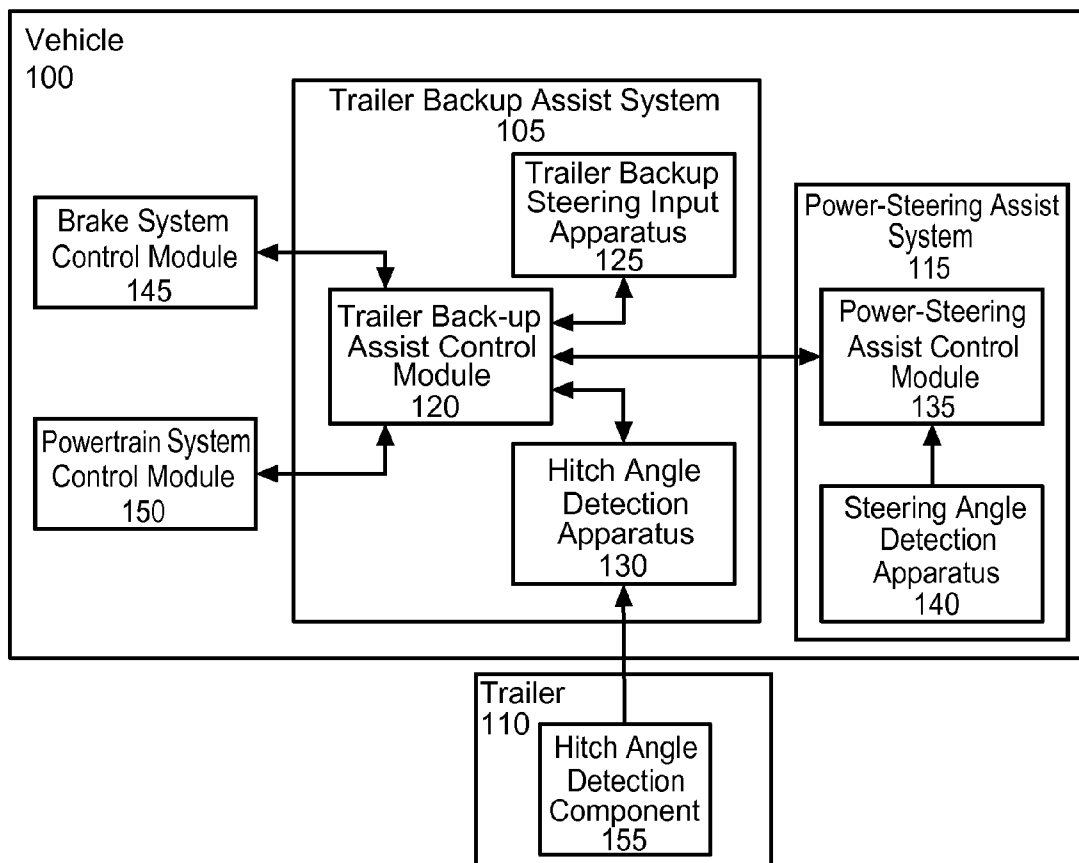 Vehicle
100
Trailer Backup Assist System
105
Trailer Backup
Steering Input
Apparatus
125
Brake System
Control Module
145
Trailer Back-up
Assist Control
Module
120
Powertrain System
Control Module
150
Hitch Angle
Detection
Apparatus
130
Power-Steering Assist
System
115
Power-Steering
Assist Control
Module
135
Steering Angle
Detection
Apparatus
140
Trailer
110
Hitch Angle
Detection
Component
155